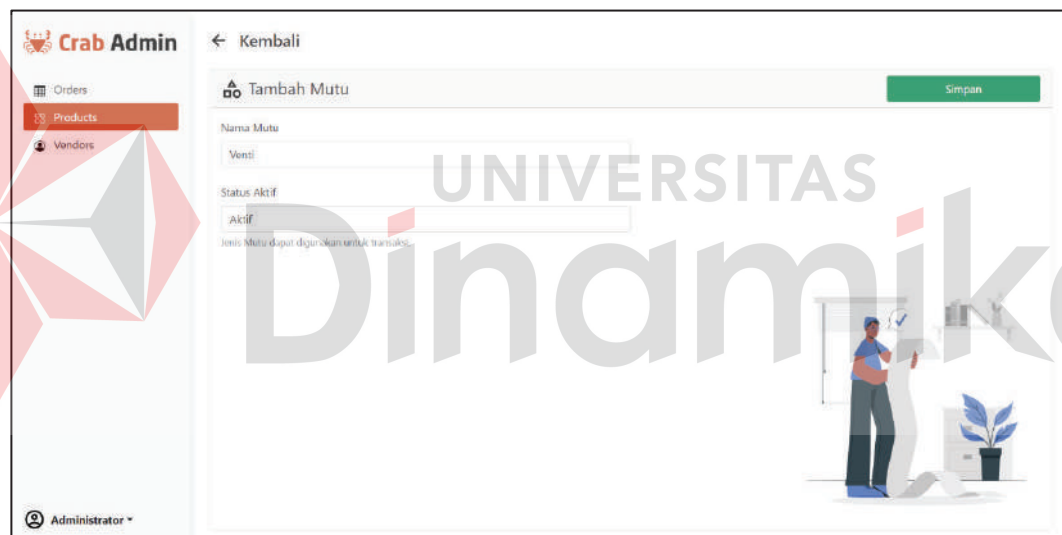 Crab Admin
← Kembali
Orders
Products
Vendors
Tambah Mutu
Simpan
Nama Mutu
Venti
Status Aktif
Aktif
Jenis Mutu dapat digunakan untuk transaksi.
UNIVERSITAS
Dinamika
Administrator